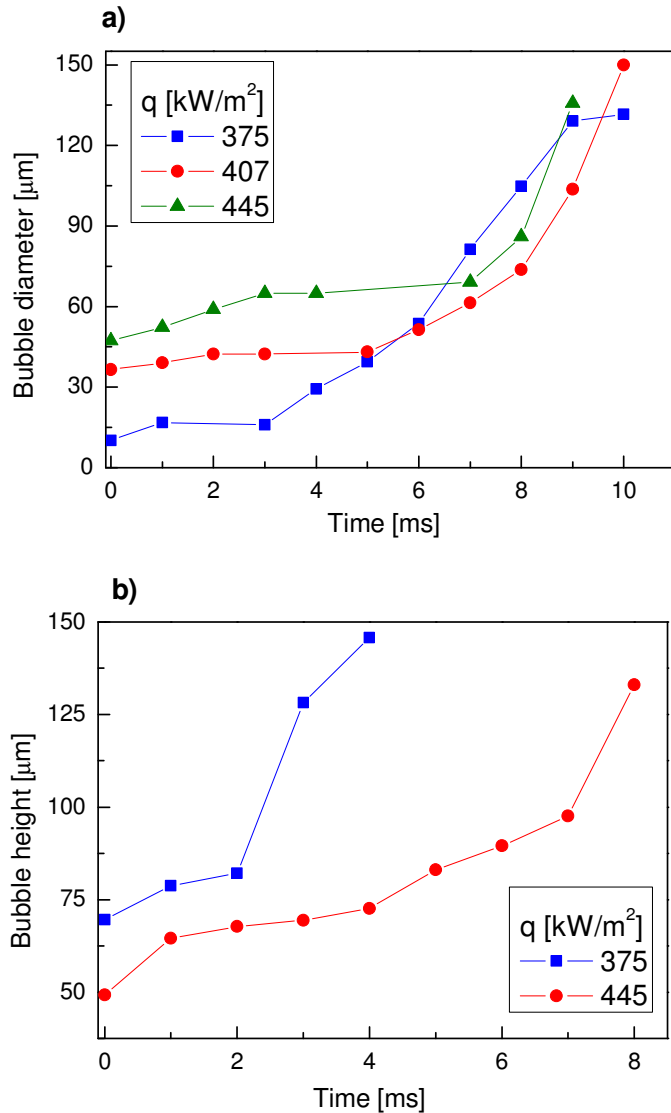 a)
150
120
90
60
30
0
Bubble diameter [μm]
q [kW/m²]
375
407
445
0 2 4 6 8 10
Time [ms]
b)
150
125
100
75
50
Bubble height [μm]
q [kW/m²]
375
445
0 2 4 6 8
Time [ms]